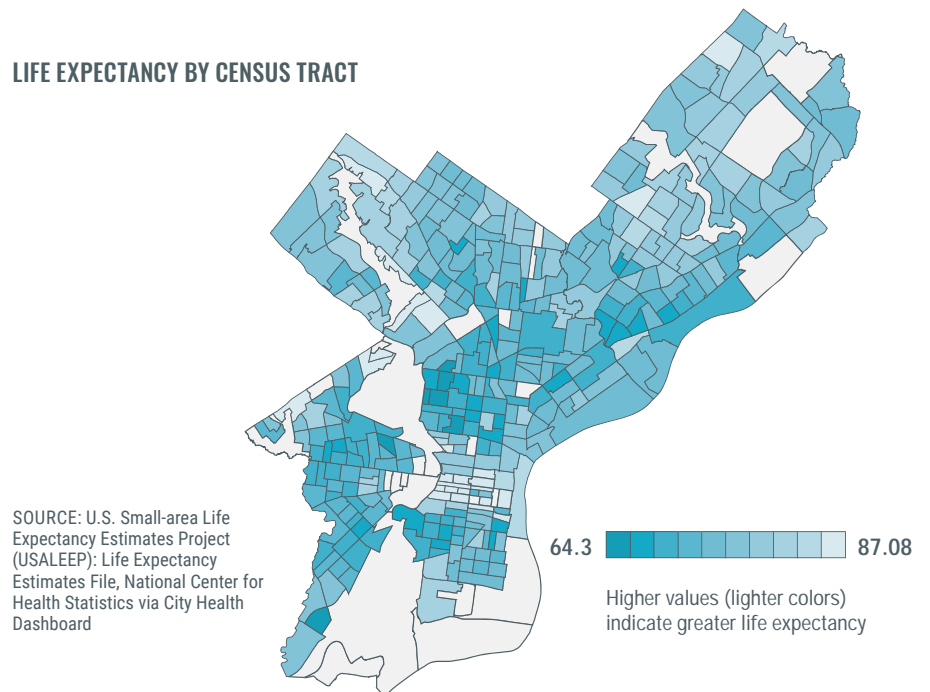 LIFE EXPECTANCY BY CENSUS TRACT
SOURCE: U.S. Small-area Life
Expectancy Estimates Project
(USALEEP): Life Expectancy
Estimates File, National Center for
Health Statistics via City Health
Dashboard
64.3 87.08
Higher values (lighter colors)
indicate greater life expectancy